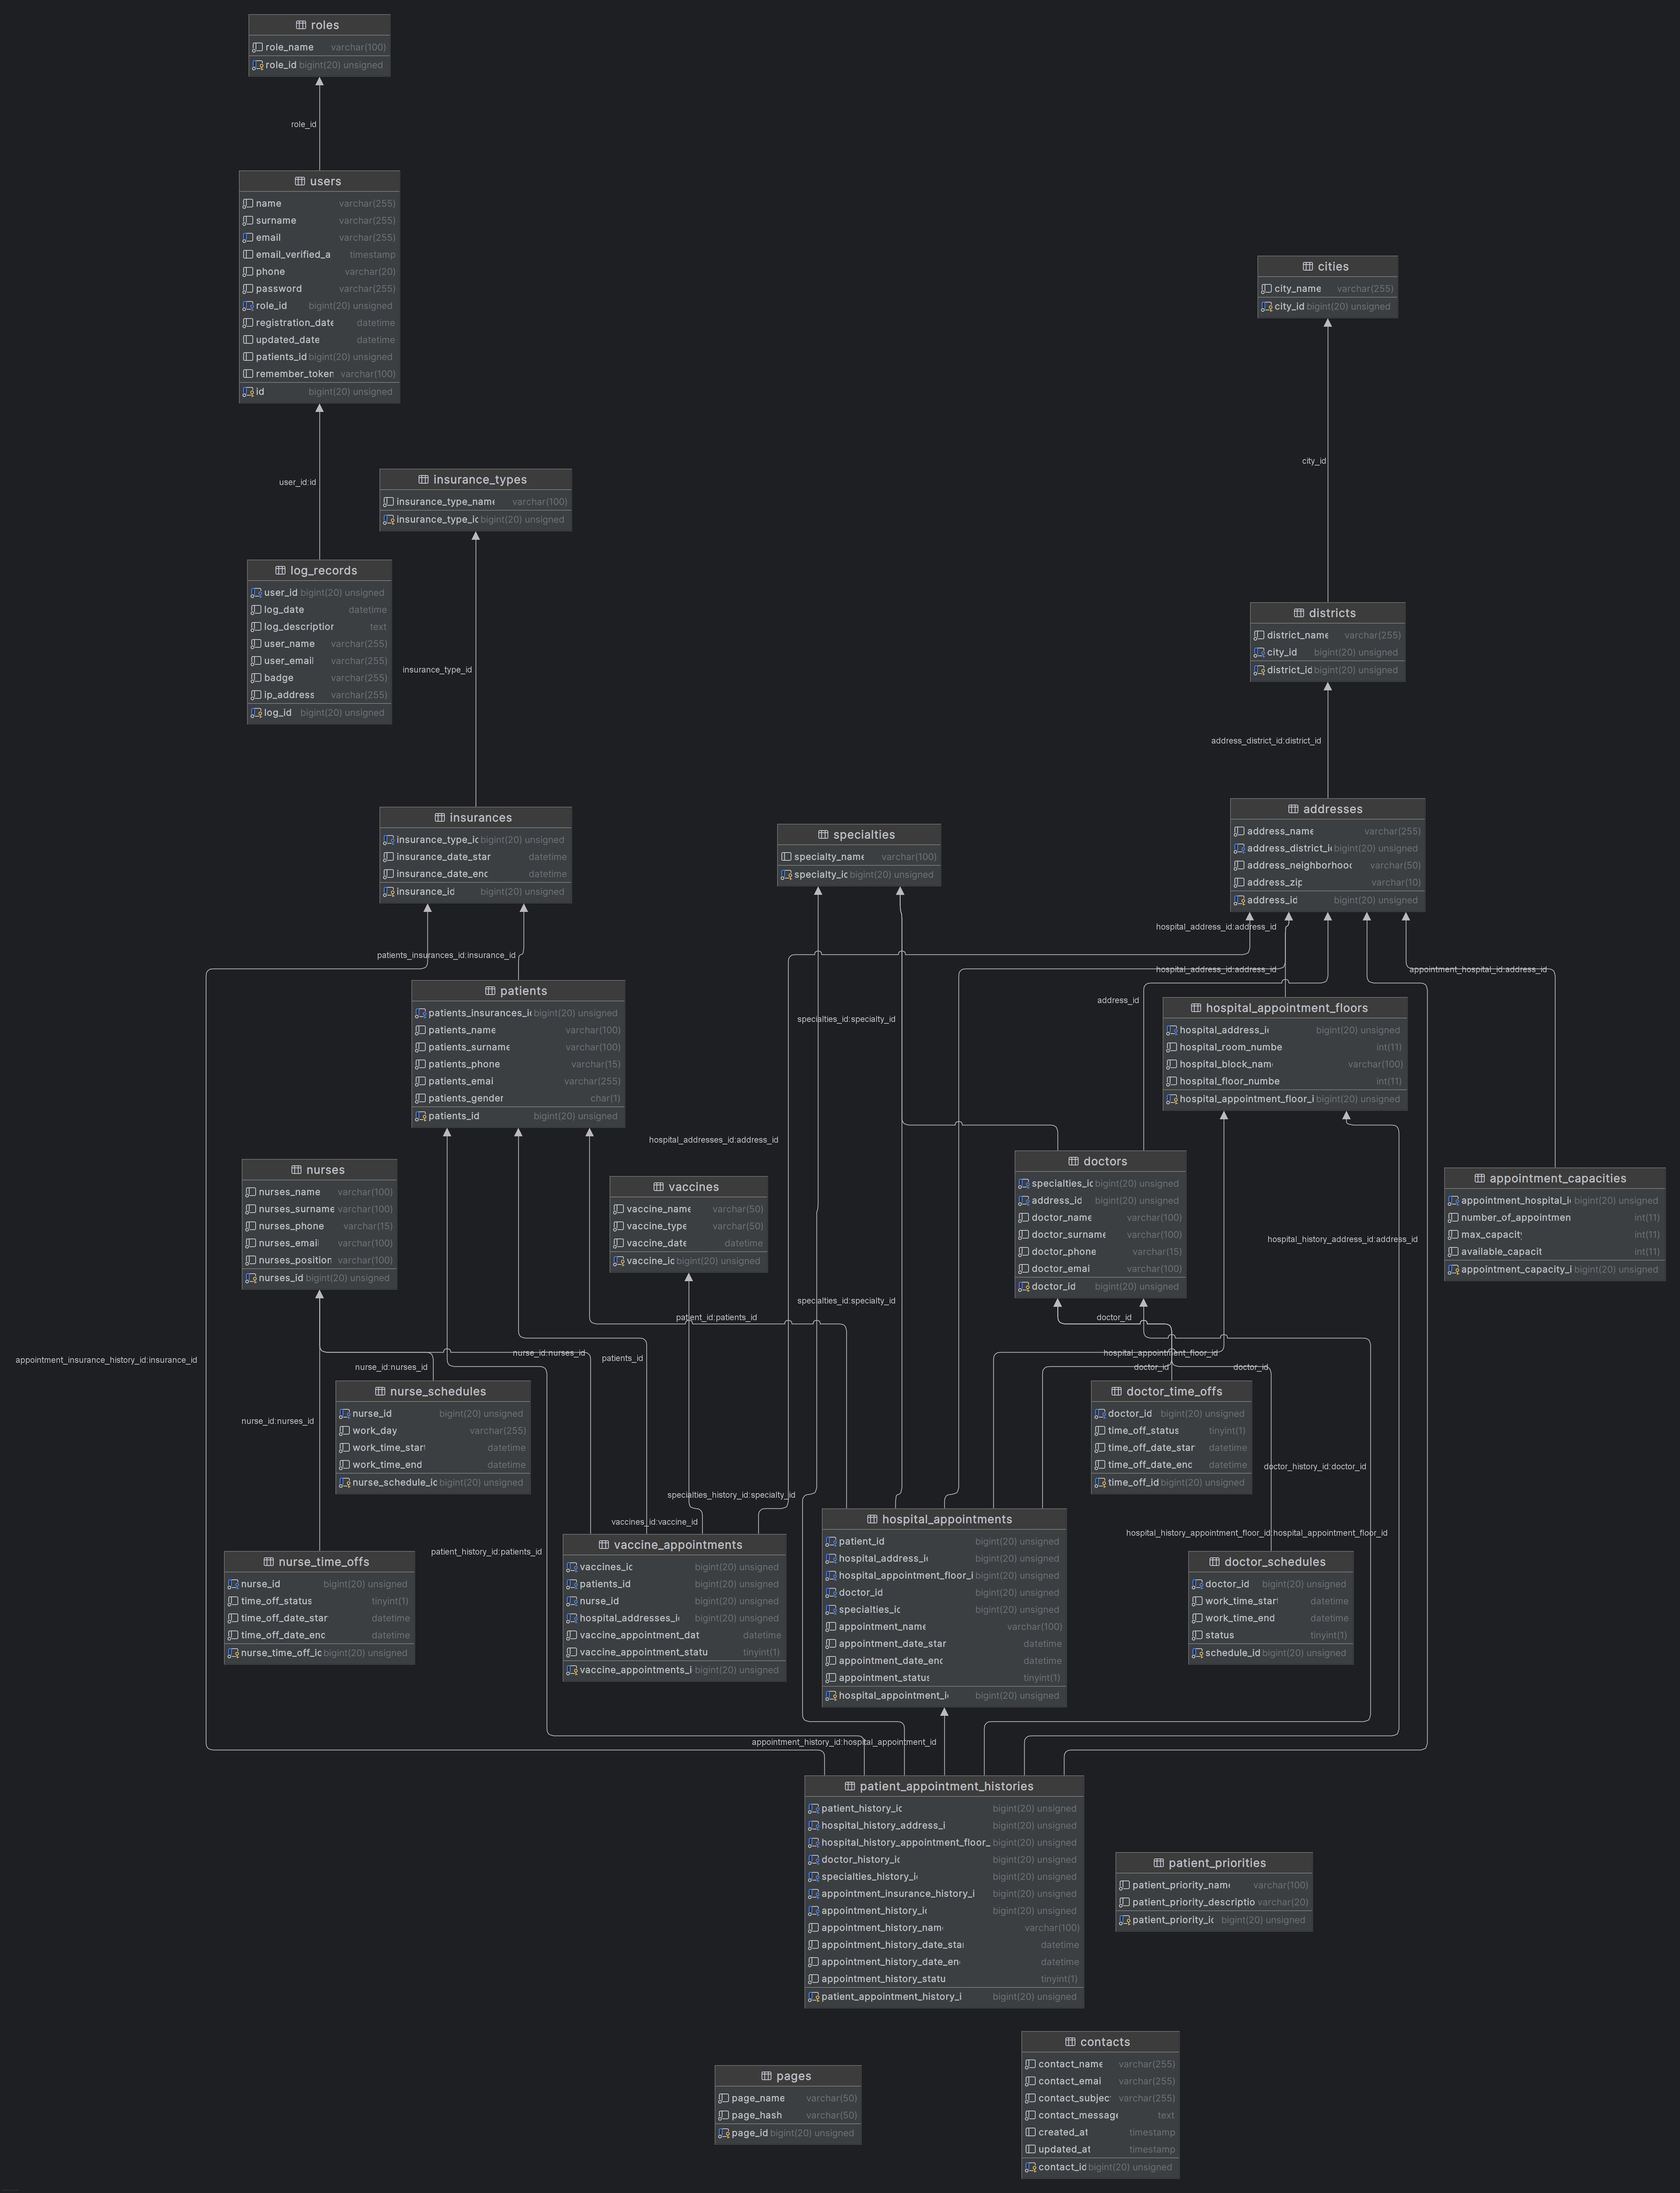 roles
role_name varchar(100)
role_id bigint(20) unsigned
role_id
users
name varchar(255)
surname varchar(255)
email varchar(255)
email_verified_a timestamp
phone varchar(20)
password varchar(255)
role_id bigint(20) unsigned
registration_date datetime
updated_date datetime
patients_id bigint(20) unsigned
remember_token varchar(100)
id bigint(20) unsigned
cities
city_name varchar(255)
city_id bigint(20) unsigned
city_id
user_id:id
insurance_types
insurance_type_name varchar(100)
insurance_type_id bigint(20) unsigned
log_records
user_id bigint(20) unsigned
log_date datetime
log_description text
user_name varchar(255)
user_email varchar(255)
badge varchar(255)
ip_address varchar(255)
log_id bigint(20) unsigned
insurance_type_id
districts
district_name varchar(255)
city_id bigint(20) unsigned
district_id bigint(20) unsigned
address_district_id:district_id
insurances
insurance_type_id bigint(20) unsigned
insurance_date_star datetime
insurance_date_end datetime
insurance_id bigint(20) unsigned
specialties
specialty_name varchar(100)
specialty_id bigint(20) unsigned
addresses
address_name varchar(255)
address_district_id bigint(20) unsigned
address_neighborhood varchar(50)
address_zip varchar(10)
address_id bigint(20) unsigned
hospital_address_id:address_id
patients_insurances_id:insurance_id
hospital_address_id:address_id
appointment_hospital_id:address_id
patients
patients_insurances_id bigint(20) unsigned
patients_name varchar(100)
patients_surname varchar(100)
patients_phone varchar(15)
patients_emai varchar(255)
patients_gender char(1)
patients_id bigint(20) unsigned
specialties_id:specialty_id
address_id
hospital_appointment_floors
hospital_address_id bigint(20) unsigned
hospital_room_numbe int(11)
hospital_block_nam varchar(100)
hospital_floor_numbe int(11)
hospital_appointment_floor_i bigint(20) unsigned
hospital_addresses_id:address_id
nurses
nurses_name varchar(100)
nurses_surname varchar(100)
nurses_phone varchar(15)
nurses_email varchar(100)
nurses_position varchar(100)
nurses_id bigint(20) unsigned
vaccines
vaccine_name varchar(50)
vaccine_type varchar(50)
vaccine_date datetime
vaccine_id bigint(20) unsigned
doctors
specialties_id bigint(20) unsigned
address_id bigint(20) unsigned
doctor_name varchar(100)
doctor_surname varchar(100)
doctor_phone varchar(15)
doctor_emai varchar(100)
doctor_id bigint(20) unsigned
hospital_history_address_id:address_id
appointment_capacities
appointment_hospital_i bigint(20) unsigned
number_of_appointmen int(11)
max_capacity int(11)
available_capacit int(11)
appointment_capacity_i bigint(20) unsigned
specialties_id:specialty_id
patient_id:patients_id
doctor_id
appointment_insurance_history_id:insurance_id
nurse_id:nurses_id
nurse_id:nurses_id
patients_id
hospital_appointment_floor_id
doctor_id
doctor_id
nurse_id:nurses_id
nurse_schedules
nurse_id bigint(20) unsigned
work_day varchar(255)
work_time_start datetime
work_time_end datetime
nurse_schedule_id bigint(20) unsigned
doctor_time_offs
doctor_id bigint(20) unsigned
time_off_status tinyint(1)
time_off_date_star datetime
time_off_date_end datetime
time_off_id bigint(20) unsigned
doctor_history_id:doctor_id
specialties_history_id:specialty_id
vaccines_id:vaccine_id
hospital_history_appointment_floor_id:hospital_appointment_floor_id
patient_history_id:patients_id
nurse_time_offs
nurse_id bigint(20) unsigned
time_off_status tinyint(1)
time_off_date_star datetime
time_off_date_end datetime
nurse_time_off_id bigint(20) unsigned
vaccine_appointments
vaccines_id bigint(20) unsigned
patients_id bigint(20) unsigned
nurse_id bigint(20) unsigned
hospital_addresses_id bigint(20) unsigned
vaccine_appointment_dat datetime
vaccine_appointment_statu tinyint(1)
vaccine_appointments_i bigint(20) unsigned
hospital_appointments
patient_id bigint(20) unsigned
hospital_address_id bigint(20) unsigned
hospital_appointment_floor_i bigint(20) unsigned
doctor_id bigint(20) unsigned
specialties_id bigint(20) unsigned
appointment_name varchar(100)
appointment_date_star datetime
appointment_date_end datetime
appointment_status tinyint(1)
hospital_appointment_i bigint(20) unsigned
doctor_schedules
doctor_id bigint(20) unsigned
work_time_start datetime
work_time_end datetime
status tinyint(1)
schedule_id bigint(20) unsigned
appointment_history_id:hospital_appointment_id
patient_appointment_histories
patient_history_id bigint(20) unsigned
hospital_history_address_i bigint(20) unsigned
hospital_history_appointment_floor_ bigint(20) unsigned
doctor_history_id bigint(20) unsigned
specialties_history_i bigint(20) unsigned
appointment_insurance_history_i bigint(20) unsigned
appointment_history_id bigint(20) unsigned
appointment_history_nam varchar(100)
appointment_history_date_sta datetime
appointment_history_date_en datetime
appointment_history_statu tinyint(1)
patient_appointment_history_i bigint(20) unsigned
patient_priorities
patient_priority_name varchar(100)
patient_priority_descriptio varchar(20)
patient_priority_id bigint(20) unsigned
contacts
contact_name varchar(255)
contact_emai varchar(255)
contact_subjec varchar(255)
contact_message text
created_at timestamp
updated_at timestamp
contact_id bigint(20) unsigned
pages
page_name varchar(50)
page_hash varchar(50)
page_id bigint(20) unsigned